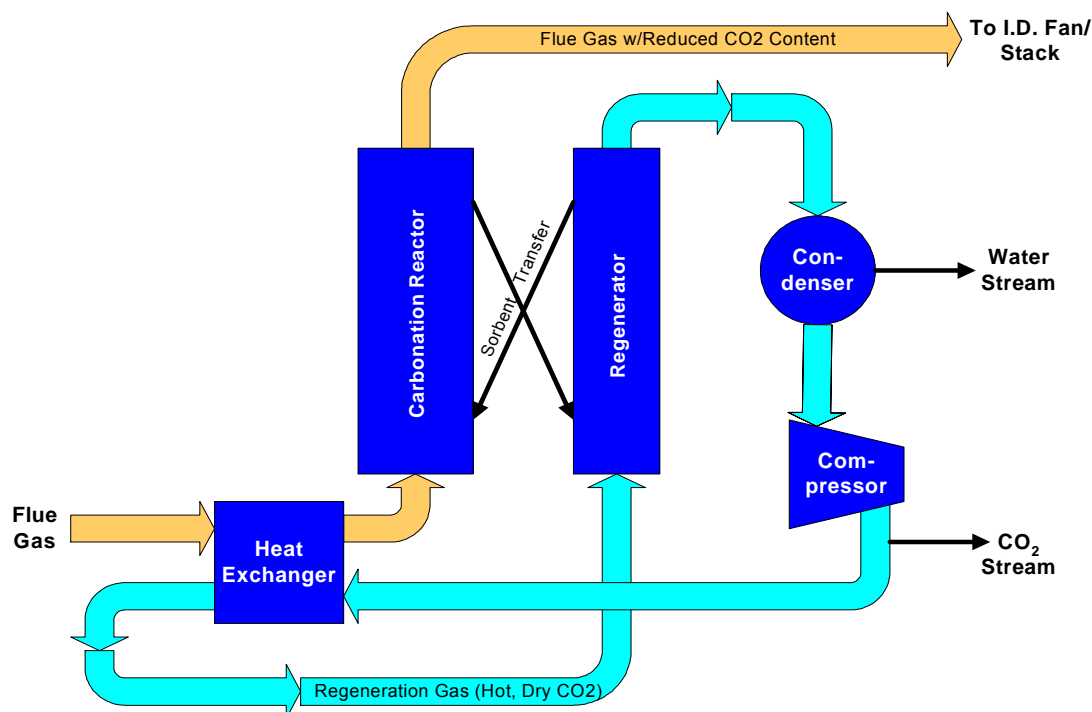 Flue Gas w/Reduced CO2 Content
To I.D. Fan/
Stack
Carbonation Reactor
Sorbent Transfer
Regenerator
Con-
denser
Water
Stream
Com-
pressor
Flue
Gas
Heat
Exchanger
CO₂
Stream
Regeneration Gas (Hot, Dry CO2)